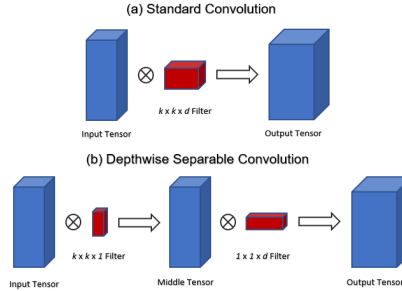 (a) Standard Convolution
⊗
k x k x d Filter
Input Tensor
Output Tensor
(b) Depthwise Separable Convolution
⊗
⊗
k x k x 1 Filter
1 x 1 x d Filter
Input Tensor
Middle Tensor
Output Tensor